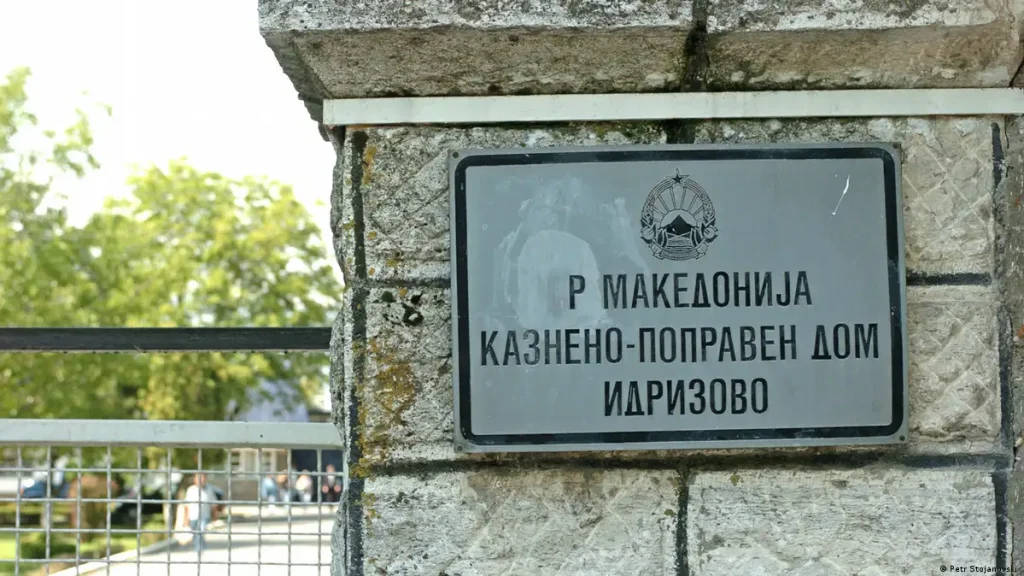 Р МАКЕДОНИЈА
КАЗНЕНО-ПОПРАВЕН ДОМ
ИДРИЗОВО
© Petr Stojanovski